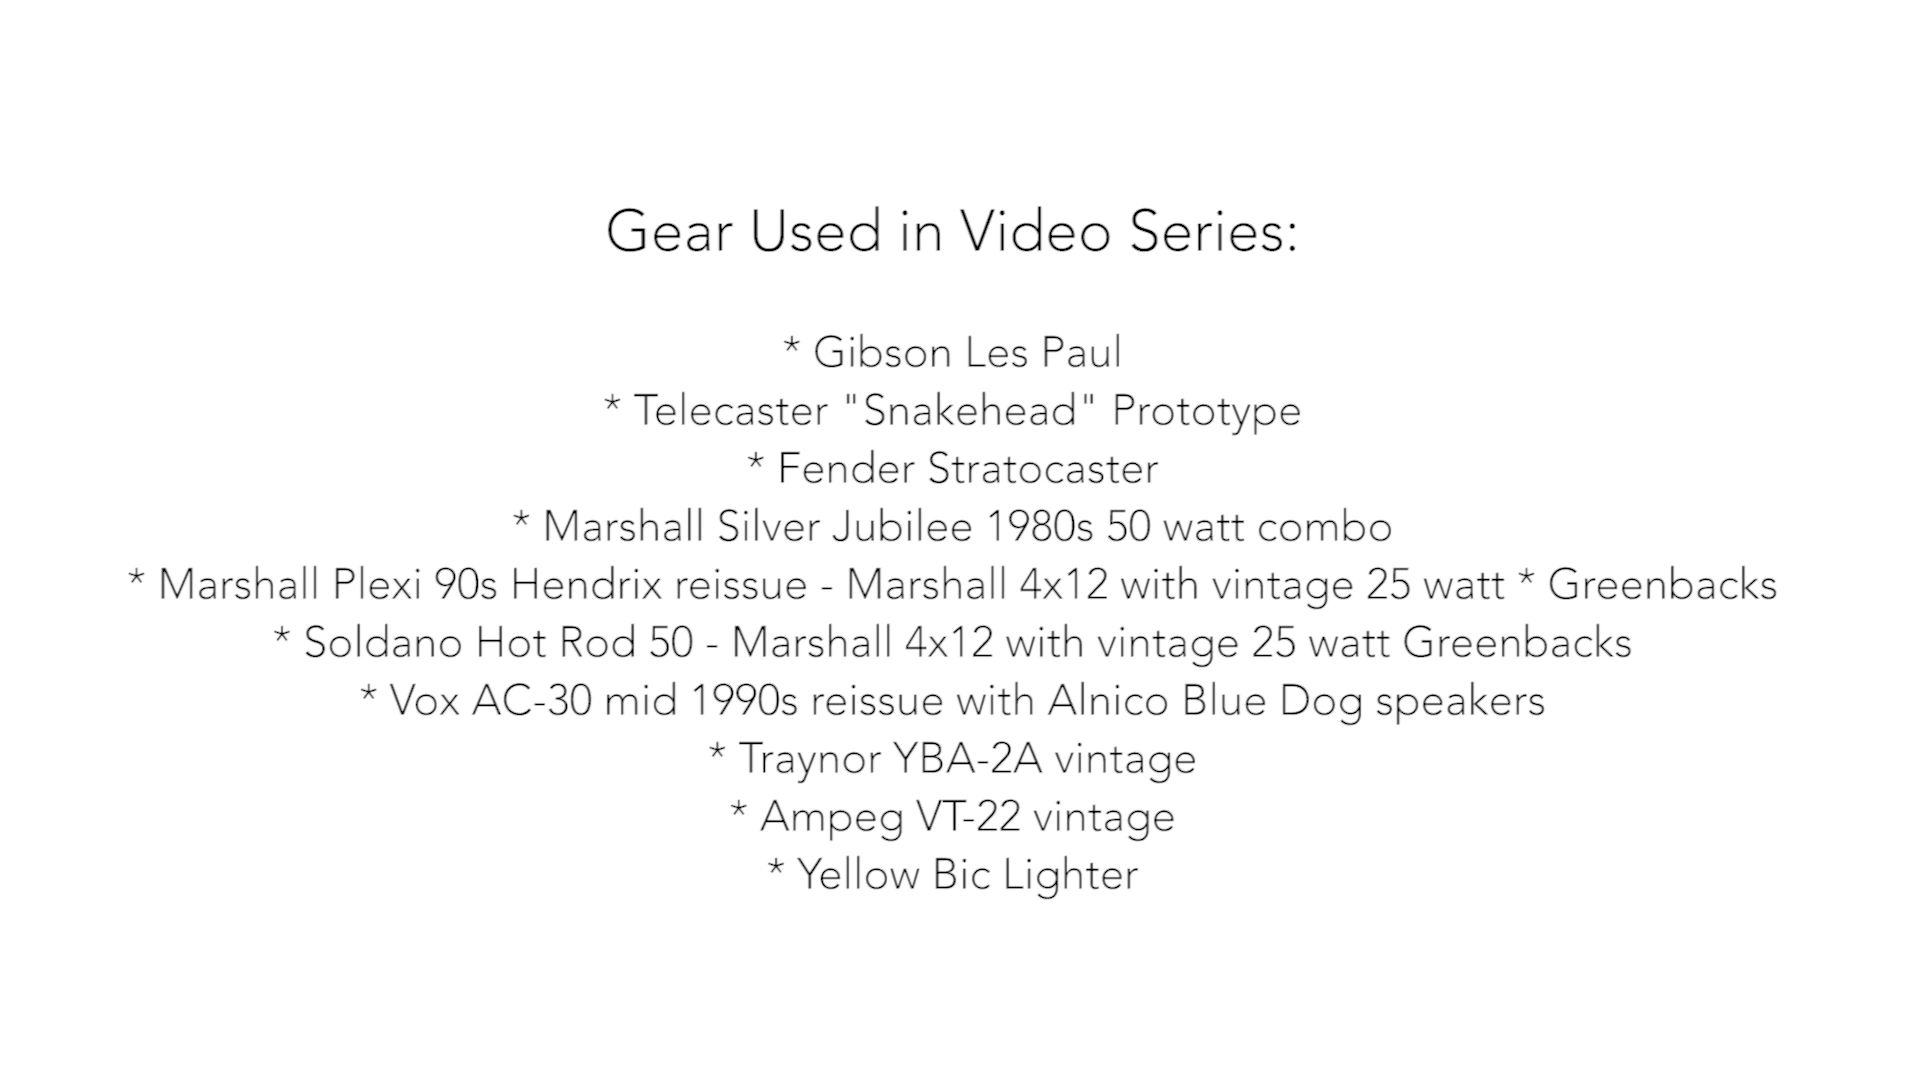 Gear Used in Video Series:
* Gibson Les Paul
* Telecaster "Snakehead" Prototype
* Fender Stratocaster
* Marshall Silver Jubilee 1980s 50 watt combo
* Marshall Plexi 90s Hendrix reissue - Marshall 4x12 with vintage 25 watt * Greenbacks
* Soldano Hot Rod 50 - Marshall 4x12 with vintage 25 watt Greenbacks
* Vox AC-30 mid 1990s reissue with Alnico Blue Dog speakers
* Traynor YBA-2A vintage
* Ampeg VT-22 vintage
* Yellow Bic Lighter